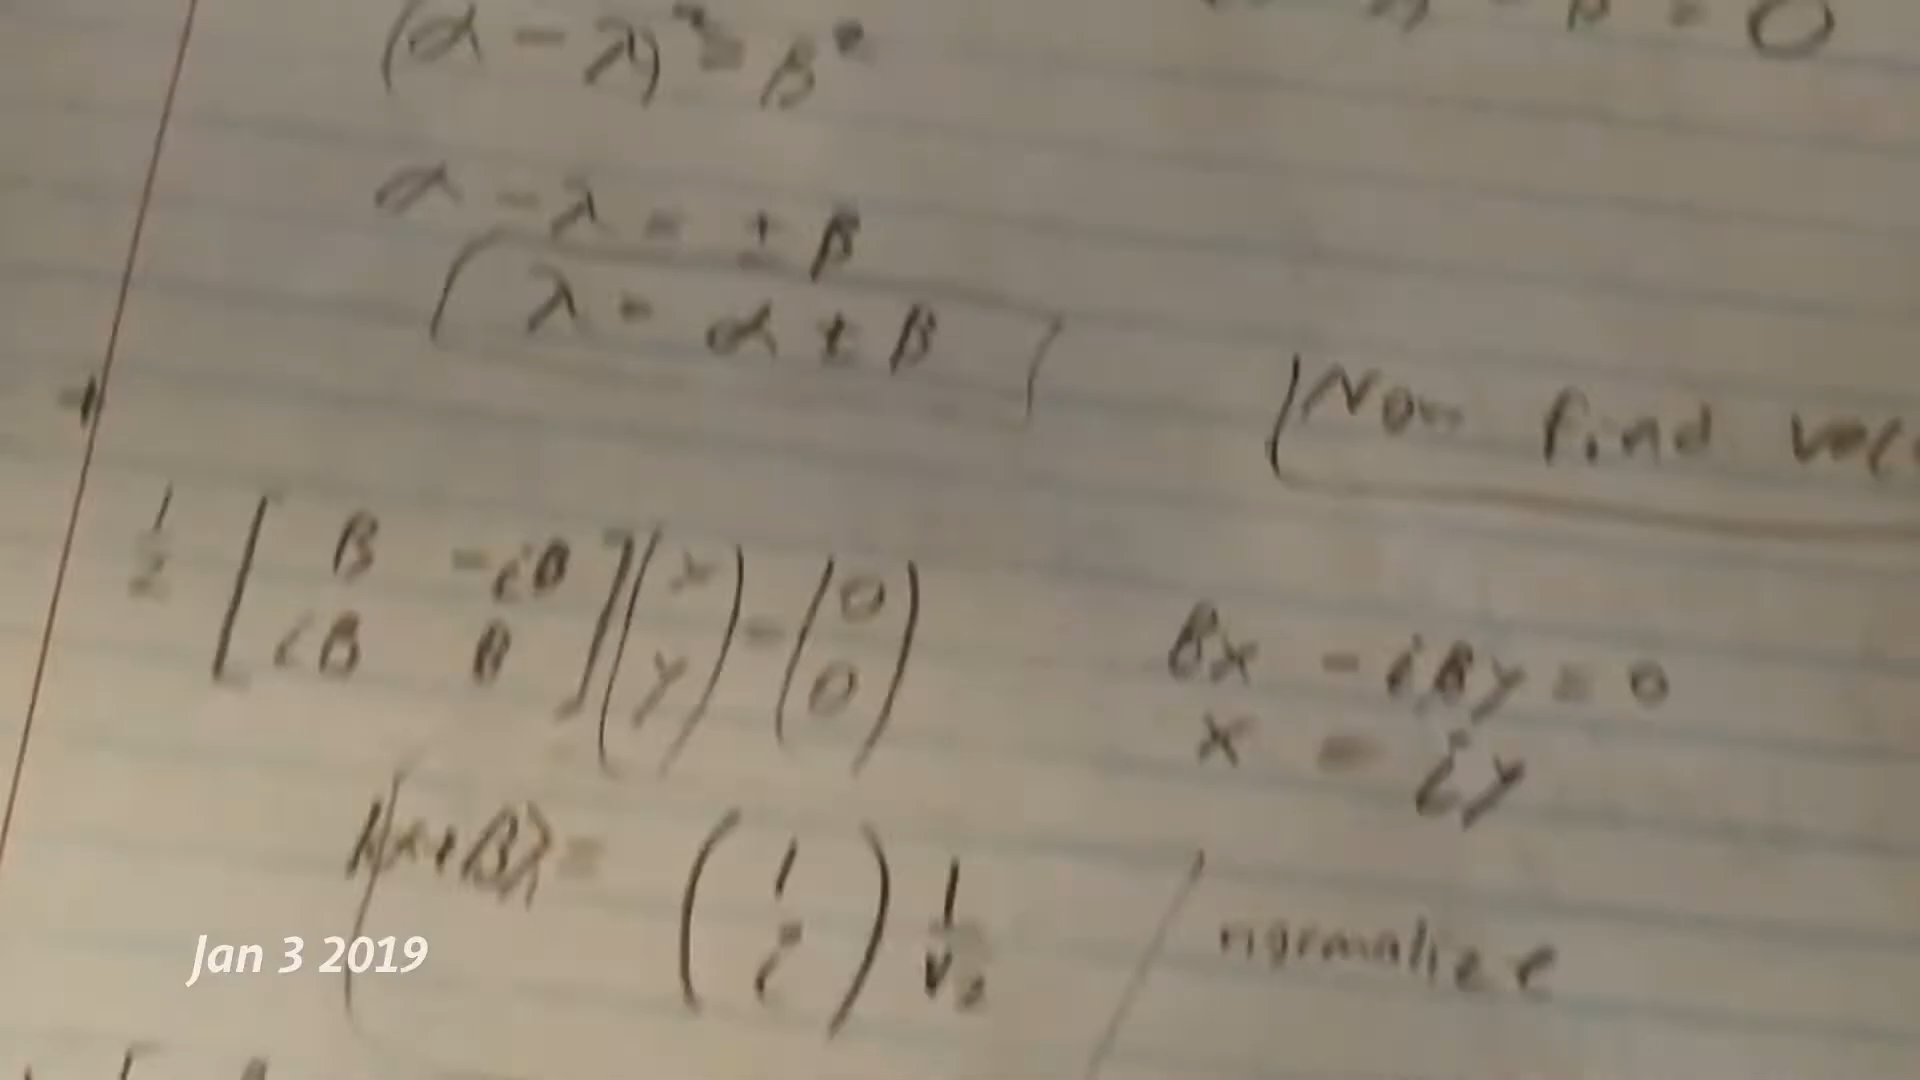 (α - λ)² = β²
α - λ = ± β
λ = α ± β
Now find
1/2 [ β -iβ ; iβ β ] ( x ; y ) = ( 0 ; 0 )
βx - iβy = 0
x = iy
|α+β⟩ = ( 1 ; i ) 1/√2
normalize
Jan 3 2019